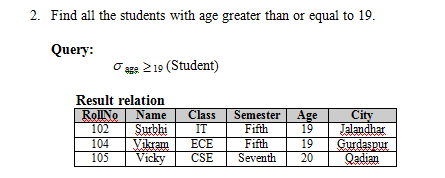 2. Find all the students with age greater than or equal to 19.
Query:
σ age ≥ 19 (Student)
Result relation
RollNo Name Class Semester Age City
102 Surbhi IT Fifth 19 Jalandhar
104 Vikram ECE Fifth 19 Gurdaspur
105 Vicky CSE Seventh 20 Qadian